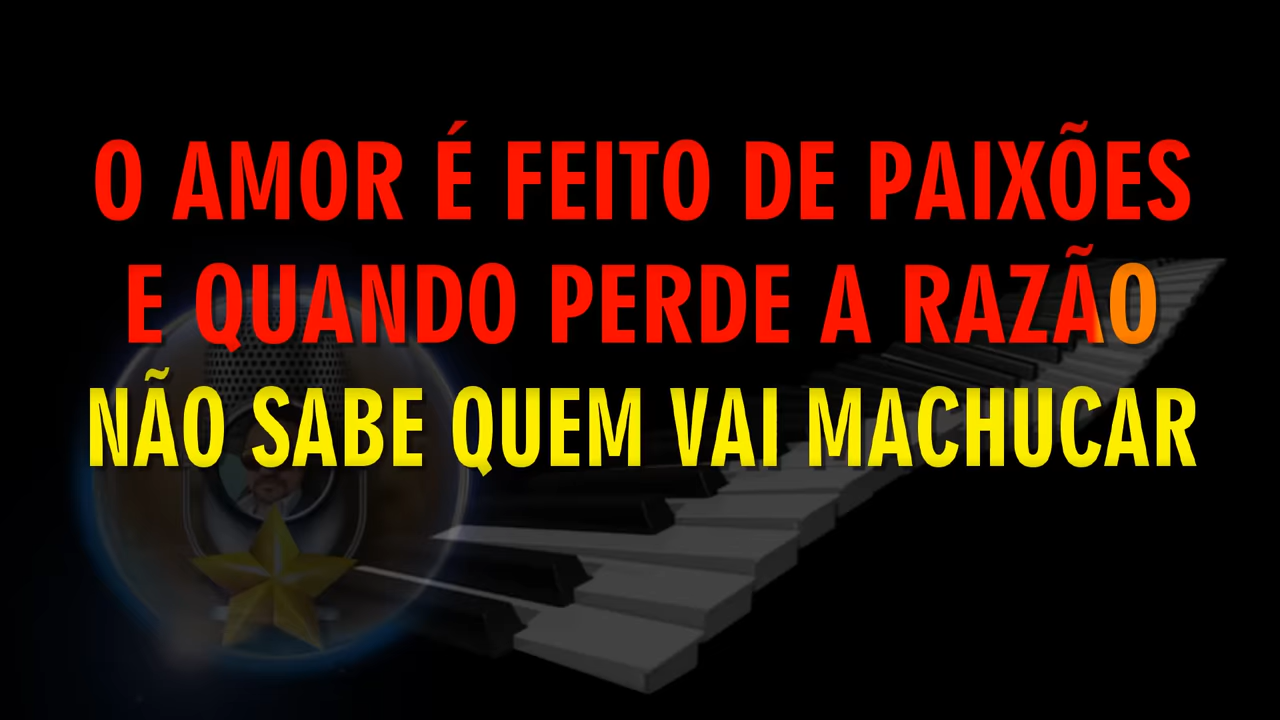 O AMOR É FEITO DE PAIXÕES
E QUANDO PERDE A RAZÃO
NÃO SABE QUEM VAI MACHUCAR